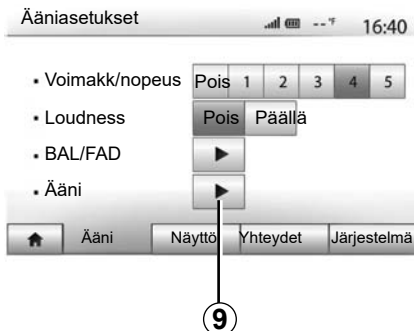 Ääniasetukset --°F 16:40
Voimakk/nopeus Pois 1 2 3 4 5
Loudness Pois Päällä
BAL/FAD
Ääni
Ääni Näyttö Yhteydet Järjestelmä
9